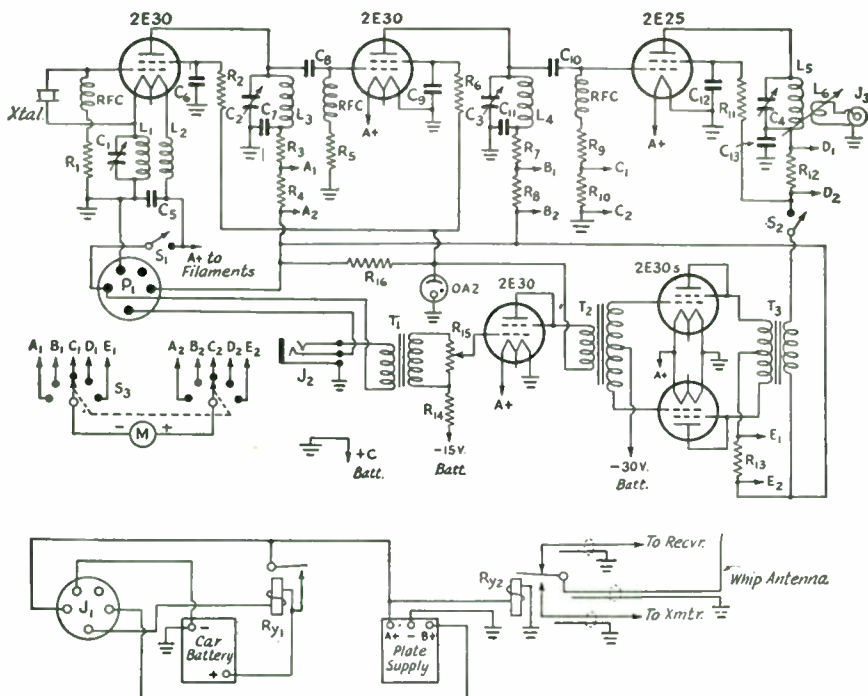 2E30
2E30
2E25
Xtal.
RFC
R1
C1
L1
L2
C5
C6
R2
C2
C7
L3
R3
A1
R4
A2
C8
RFC
R5
A+
C9
R6
C3
C11
L4
R7
B1
R8
B2
C10
RFC
R9
C1
R10
C2
A+
C12
R11
C4
C13
L5
L6
J3
D1
R12
D2
S2
S1
A+ to
Filaments
P1
R16
OA2
2E30
2E30s
A1 B1 C1 D1 E1
A2 B2 C2 D2 E2
S3
- M +
J2
T1
R15
R14
-15V.
Batt.
+C
Batt.
A+
T2
-30V.
Batt.
A+
T3
E1
R13
E2
J1
Car
Battery
-
+
Ry1
A+ - B+
Plate
Supply
Ry2
To Recvr.
To Xmtr.
Whip Antenna